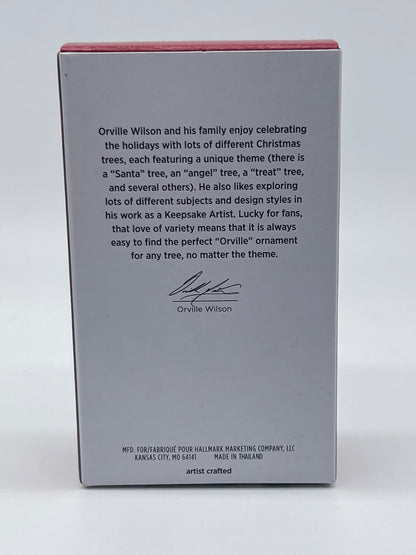 Orville Wilson and his family enjoy celebrating
the holidays with lots of different Christmas
trees, each featuring a unique theme (there is
a “Santa” tree, an “angel” tree, a “treat” tree,
and several others). He also likes exploring
lots of different subjects and design styles in
his work as a Keepsake Artist. Lucky for fans,
that love of variety means that it is always
easy to find the perfect “Orville” ornament
for any tree, no matter the theme.
Orville Wilson
MFD. FOR/FABRIQUÉ POUR HALLMARK MARKETING COMPANY, LLC
KANSAS CITY, MO 64141 MADE IN THAILAND
artist crafted